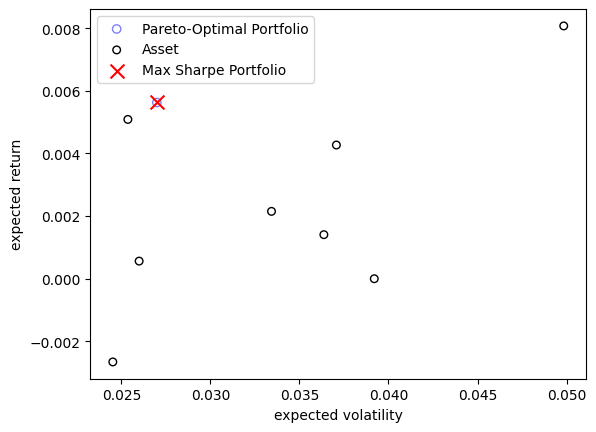 Pareto-Optimal Portfolio
Asset
Max Sharpe Portfolio
0.008
0.006
0.004
0.002
0.000
−0.002
expected return
0.025
0.030
0.035
0.040
0.045
0.050
expected volatility